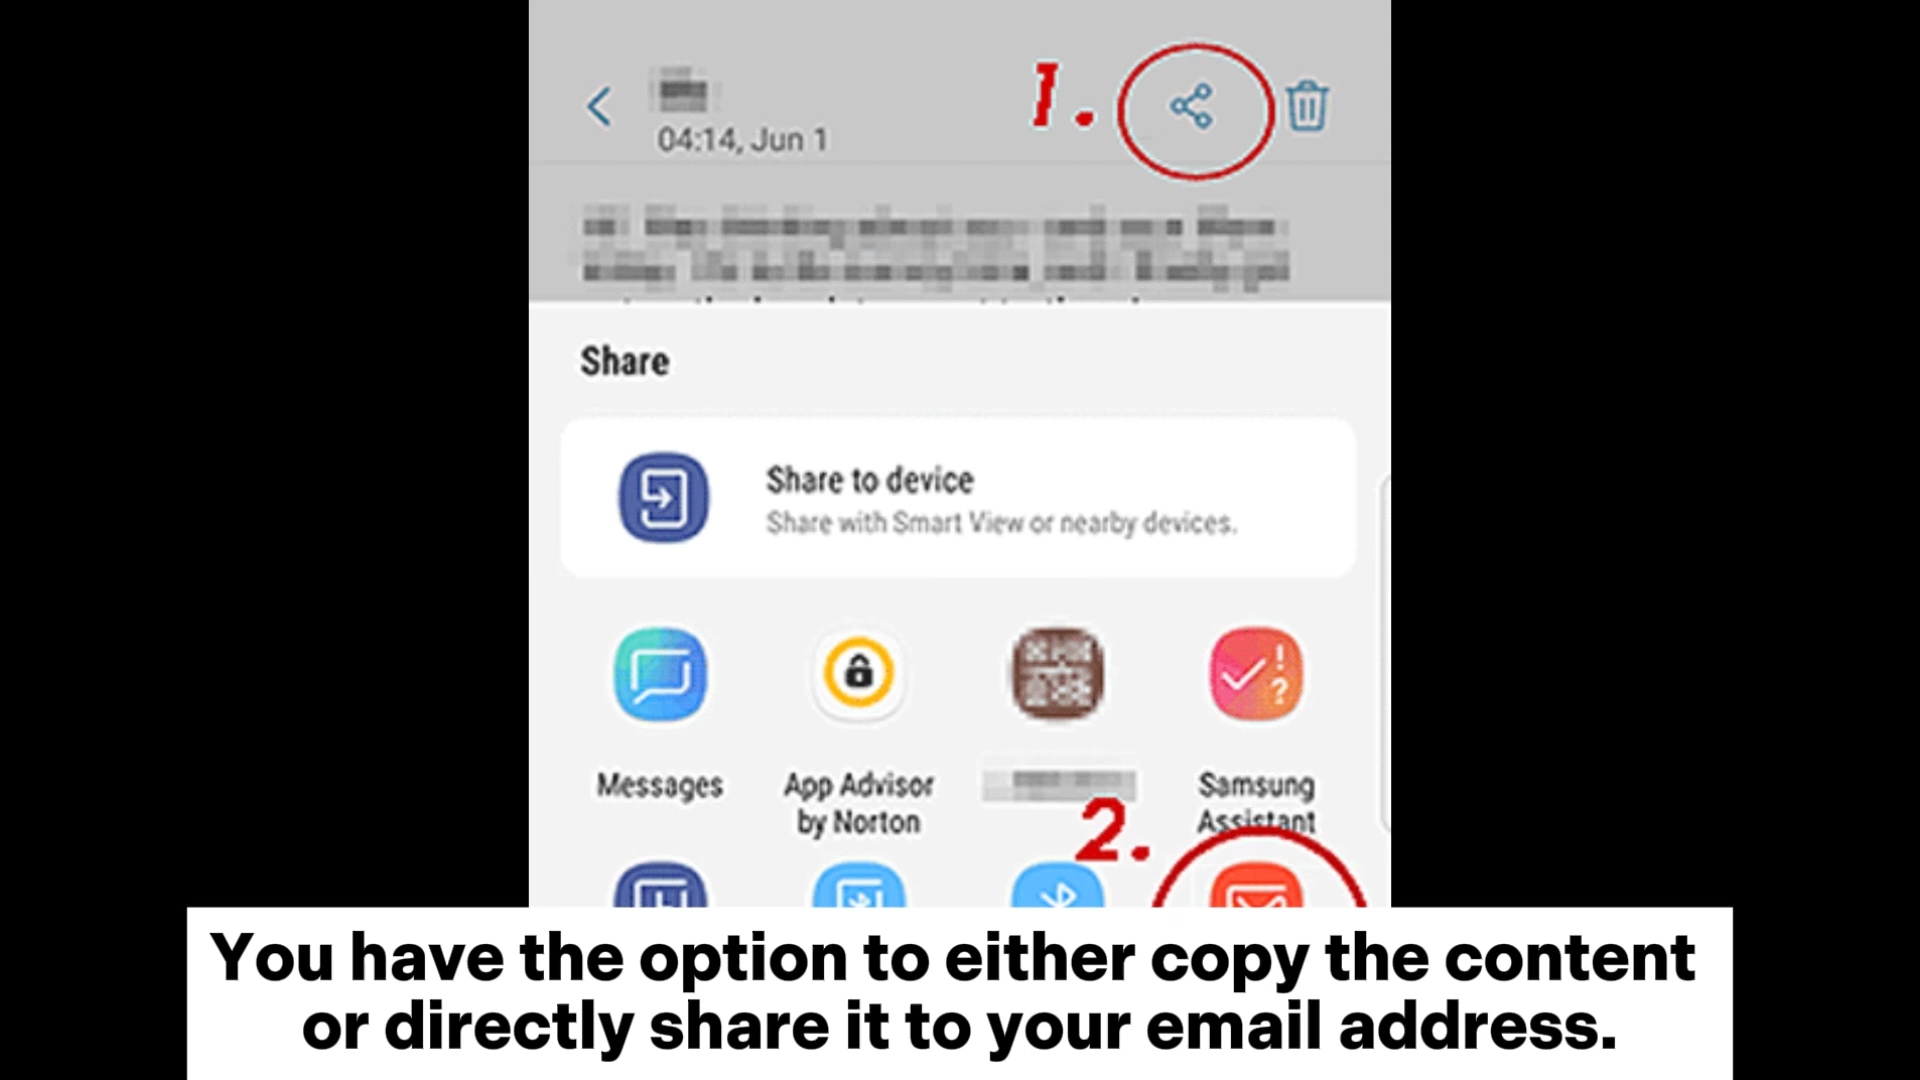 1.
04:14, Jun 1
Share
Share to device
Share with Smart View or nearby devices.
Messages
App Advisor
by Norton
Samsung
Assistant
2.
You have the option to either copy the content
or directly share it to your email address.